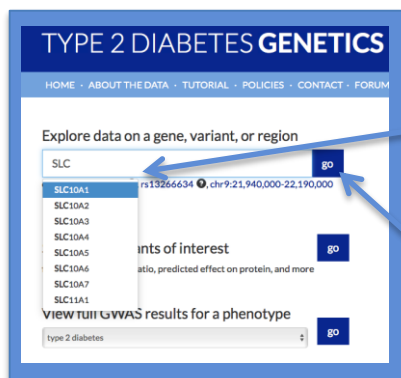 TYPE 2 DIABETES GENETICS
HOME · ABOUT THE DATA · TUTORIAL · POLICIES · CONTACT · FORUM
Explore data on a gene, variant, or region
SLC
go
rs13266634 ?, chr9:21,940,000-22,190,000
SLC10A1
SLC10A2
SLC10A3
SLC10A4
SLC10A5
SLC10A6
SLC10A7
SLC11A1
of interest
go
predicted effect on protein, and more
View full GWAS results for a phenotype
type 2 diabetes
go